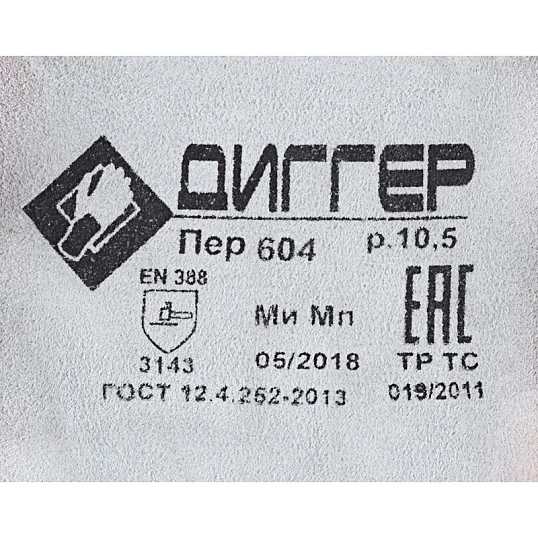 ДИГГЕР
Пер 604 р.10,5
EN 388
ЕАС
Ми Мп
3143 05/2018 ТР ТС
ГОСТ 12.4.252-2013 019/2011